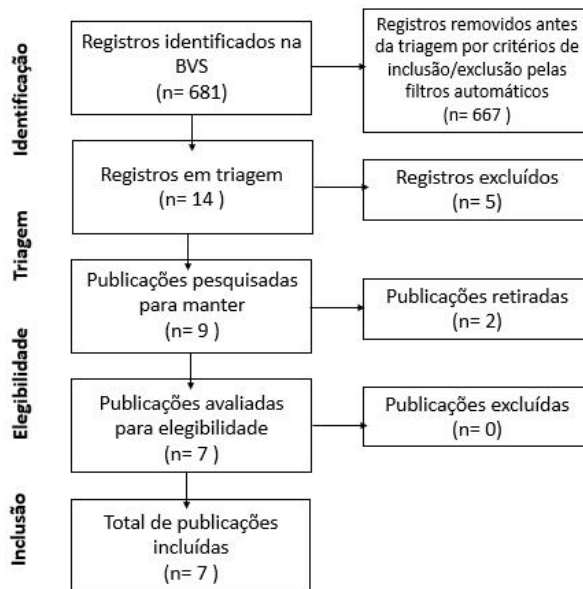 Identificação
Registros identificados na
BVS
(n= 681)
Registros removidos antes
da triagem por critérios de
inclusão/exclusão pelas
filtros automáticos
(n= 667 )
Triagem
Registros em triagem
(n= 14 )
Registros excluídos
(n= 5)
Publicações pesquisadas
para manter
(n= 9 )
Publicações retiradas
(n= 2)
Elegibilidade
Publicações avaliadas
para elegibilidade
(n= 7 )
Publicações excluídas
(n= 0)
Inclusão
Total de publicações
incluídas
(n= 7 )